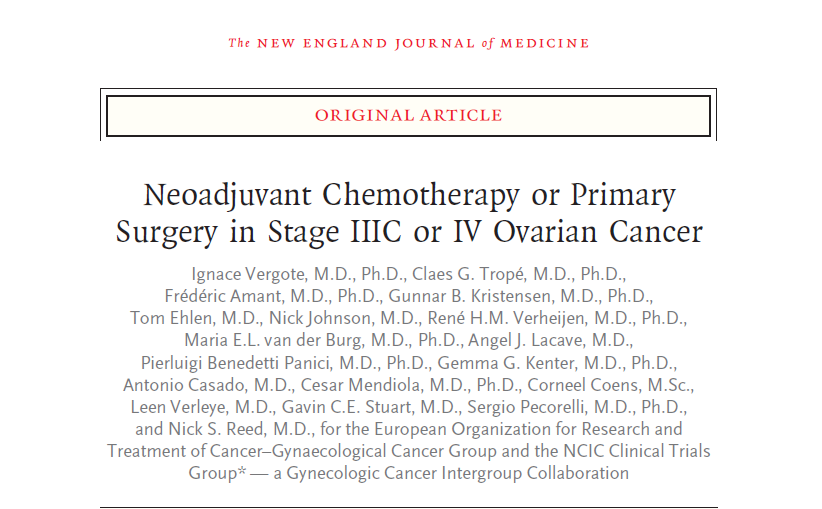 The NEW ENGLAND JOURNAL of MEDICINE
ORIGINAL ARTICLE
Neoadjuvant Chemotherapy or Primary
Surgery in Stage IIIC or IV Ovarian Cancer
Ignace Vergote, M.D., Ph.D., Claes G. Tropé, M.D., Ph.D.,
Frédéric Amant, M.D., Ph.D., Gunnar B. Kristensen, M.D., Ph.D.,
Tom Ehlen, M.D., Nick Johnson, M.D., René H.M. Verheijen, M.D., Ph.D.,
Maria E.L. van der Burg, M.D., Ph.D., Angel J. Lacave, M.D.,
Pierluigi Benedetti Panici, M.D., Ph.D., Gemma G. Kenter, M.D., Ph.D.,
Antonio Casado, M.D., Cesar Mendiola, M.D., Ph.D., Corneel Coens, M.Sc.,
Leen Verleye, M.D., Gavin C.E. Stuart, M.D., Sergio Pecorelli, M.D., Ph.D.,
and Nick S. Reed, M.D., for the European Organization for Research and
Treatment of Cancer–Gynaecological Cancer Group and the NCIC Clinical Trials
Group* — a Gynecologic Cancer Intergroup Collaboration